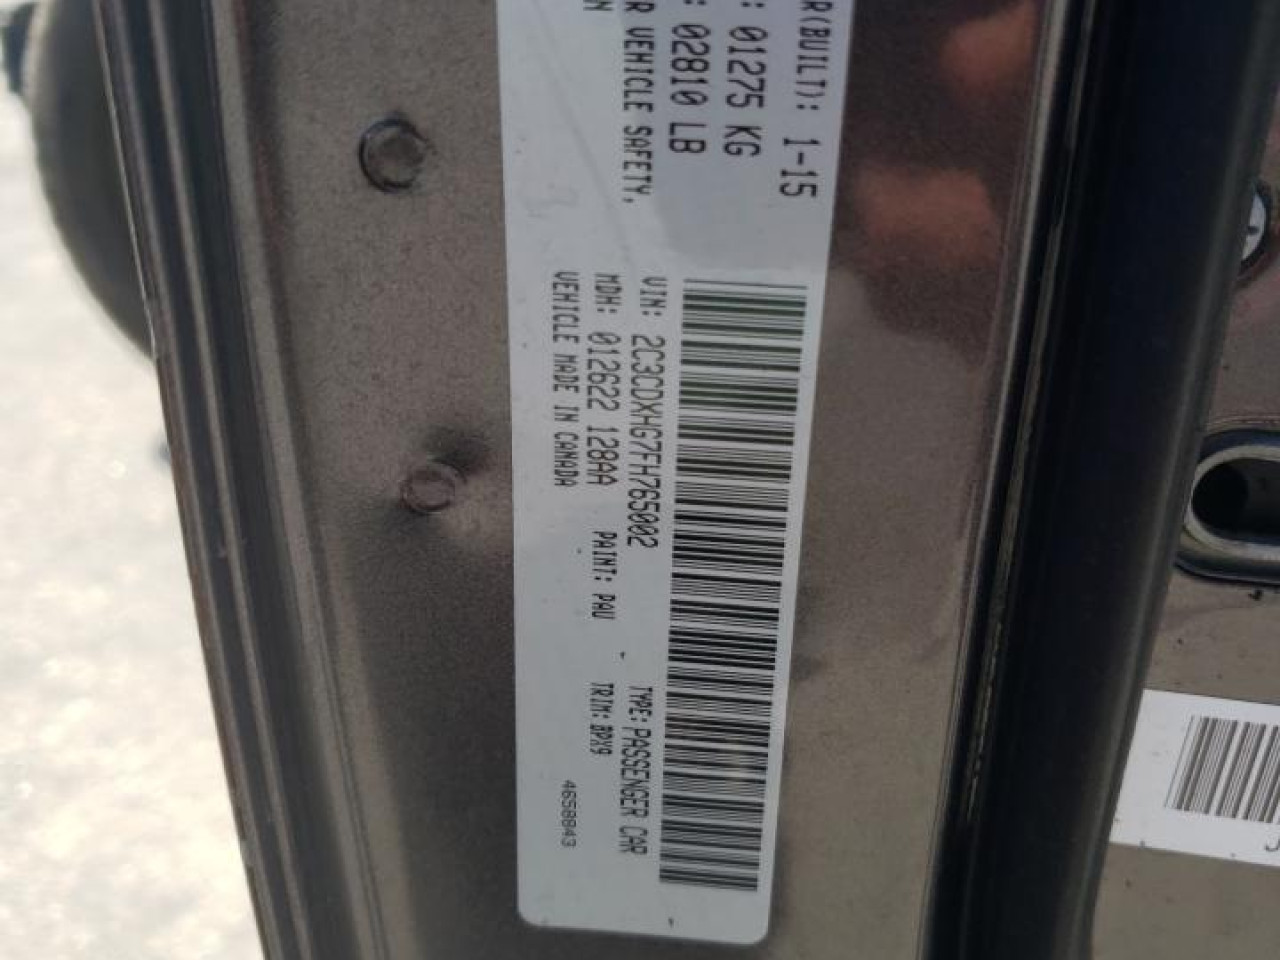 R(BUILT): 1-15
: 01275 KG
: 02810 LB
R VEHICLE SAFETY,
N
VIN: 2C3CDXHG7FH765002 TYPE: PASSENGER CAR
MDH: 012622 128AA PAINT: PAU TRIM: BPX9
VEHICLE MADE IN CANADA 4658843
J